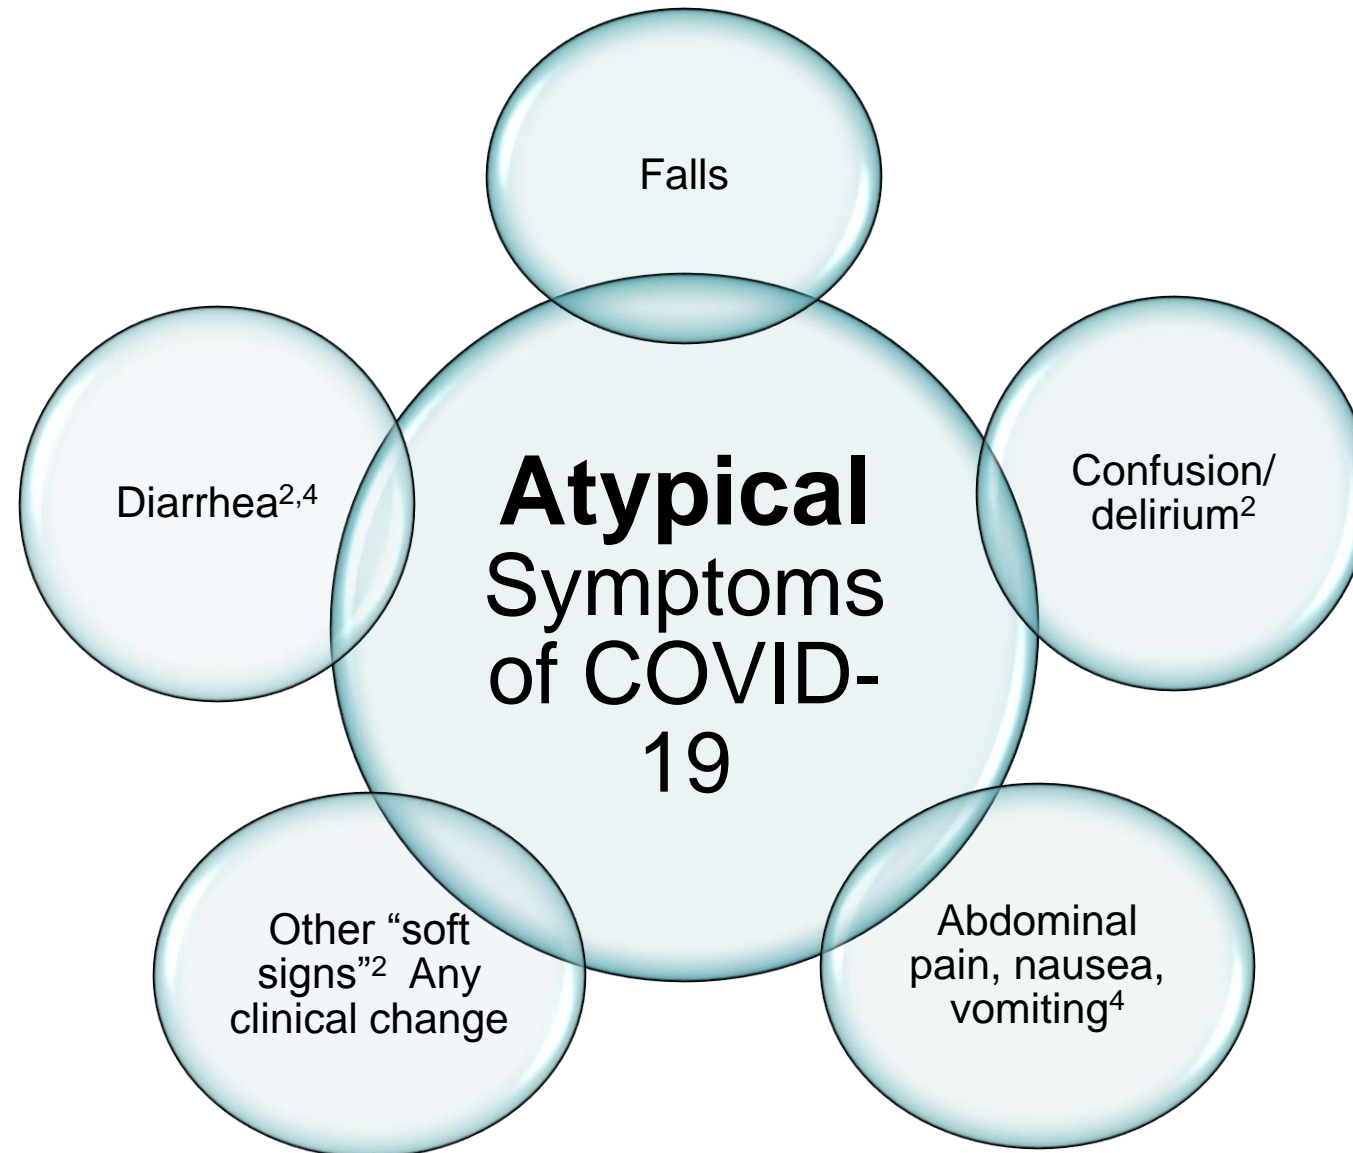 Falls
Diarrhea2,4
Confusion/
delirium2
Atypical
Symptoms
of COVID-
19
Other “soft
signs”2  Any
clinical change
Abdominal
pain, nausea,
vomiting4